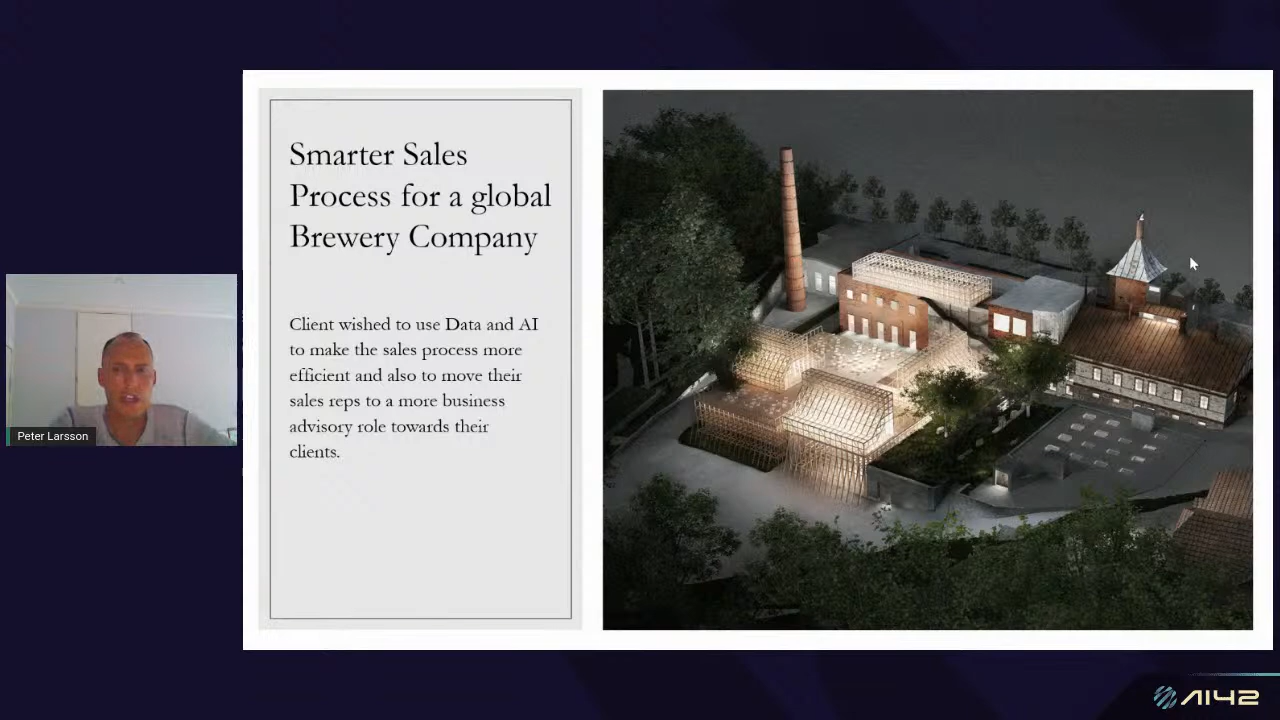 Smarter Sales
Process for a global
Brewery Company
Client wished to use Data and AI
to make the sales process more
efficient and also to move their
sales reps to a more business
advisory role towards their
clients.
Peter Larsson
AI42